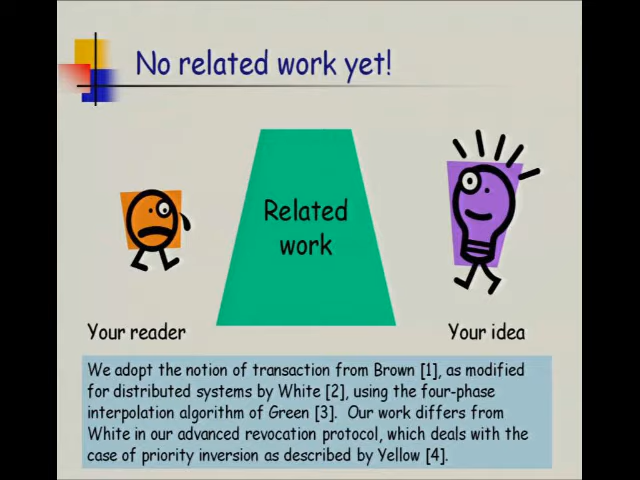 No related work yet!
Related
work
Your reader
Your idea
We adopt the notion of transaction from Brown [1], as modified
for distributed systems by White [2], using the four-phase
interpolation algorithm of Green [3].  Our work differs from
White in our advanced revocation protocol, which deals with the
case of priority inversion as described by Yellow [4].